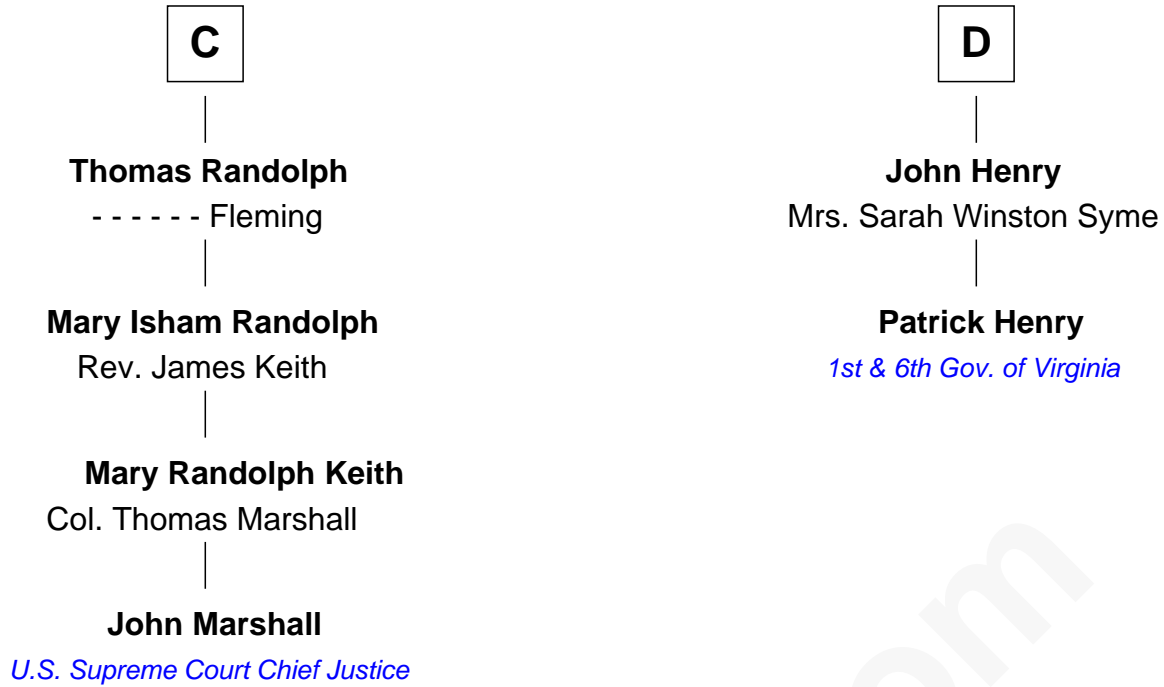 C
Thomas Randolph
- - - - - - Fleming
Mary Isham Randolph
Rev. James Keith
Mary Randolph Keith
Col. Thomas Marshall
John Marshall
U.S. Supreme Court Chief Justice
D
John Henry
Mrs. Sarah Winston Syme
Patrick Henry
1st & 6th Gov. of Virginia
om